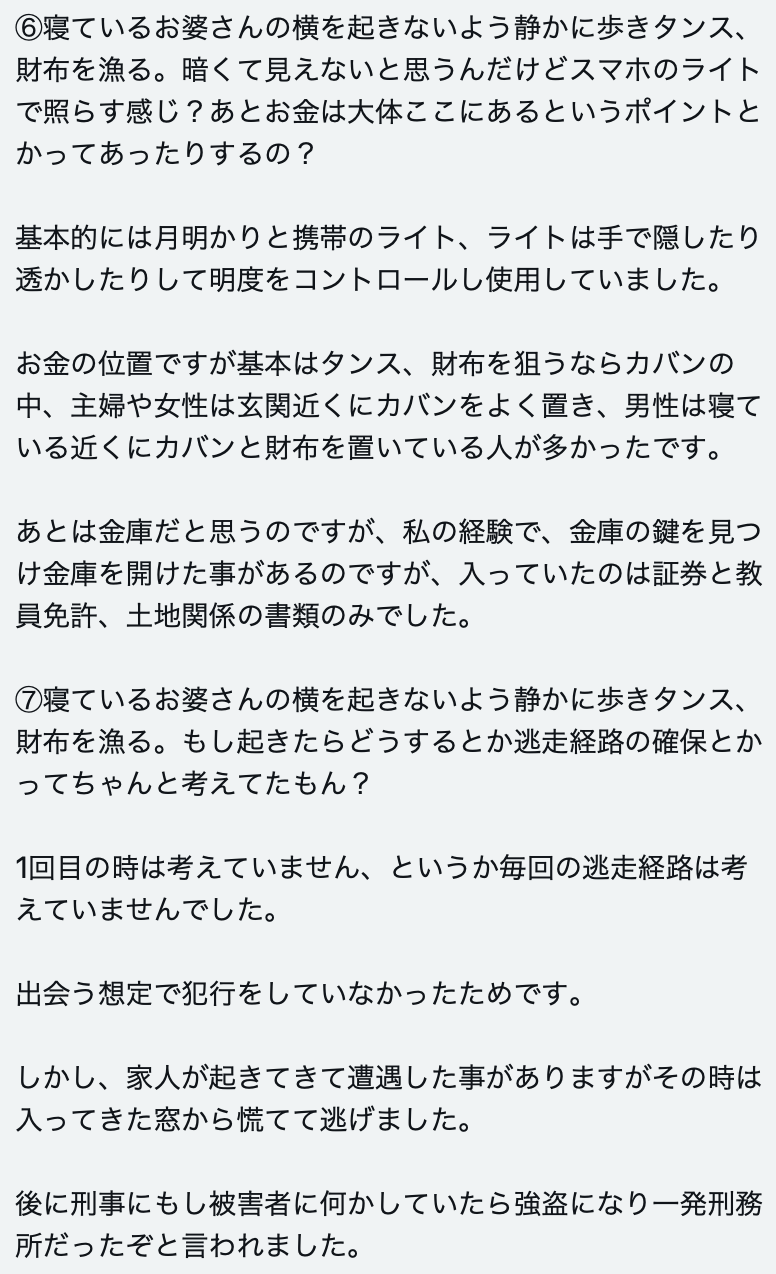 ⑥寝ているお婆さんの横を起きないよう静かに歩きタンス、
財布を漁る。暗くて見えないと思うんだけどスマホのライト
で照らす感じ？あとお金は大体ここにあるというポイントと
かってあったりするの？
基本的には月明かりと携帯のライト、ライトは手で隠したり
透かしたりして明度をコントロールし使用していました。
お金の位置ですが基本はタンス、財布を狙うならカバンの
中、主婦や女性は玄関近くにカバンをよく置き、男性は寝て
いる近くにカバンと財布を置いている人が多かったです。
あとは金庫だと思うのですが、私の経験で、金庫の鍵を見つ
け金庫を開けた事があるのですが、入っていたのは証券と教
員免許、土地関係の書類のみでした。
⑦寝ているお婆さんの横を起きないよう静かに歩きタンス、
財布を漁る。もし起きたらどうするとか逃走経路の確保とか
ってちゃんと考えてたもん？
1回目の時は考えていません、というか毎回の逃走経路は考
えていませんでした。
出会う想定で犯行をしていなかったためです。
しかし、家人が起きてきて遭遇した事がありますがその時は
入ってきた窓から慌てて逃げました。
後に刑事にもし被害者に何かしていたら強盗になり一発刑務
所だったぞと言われました。